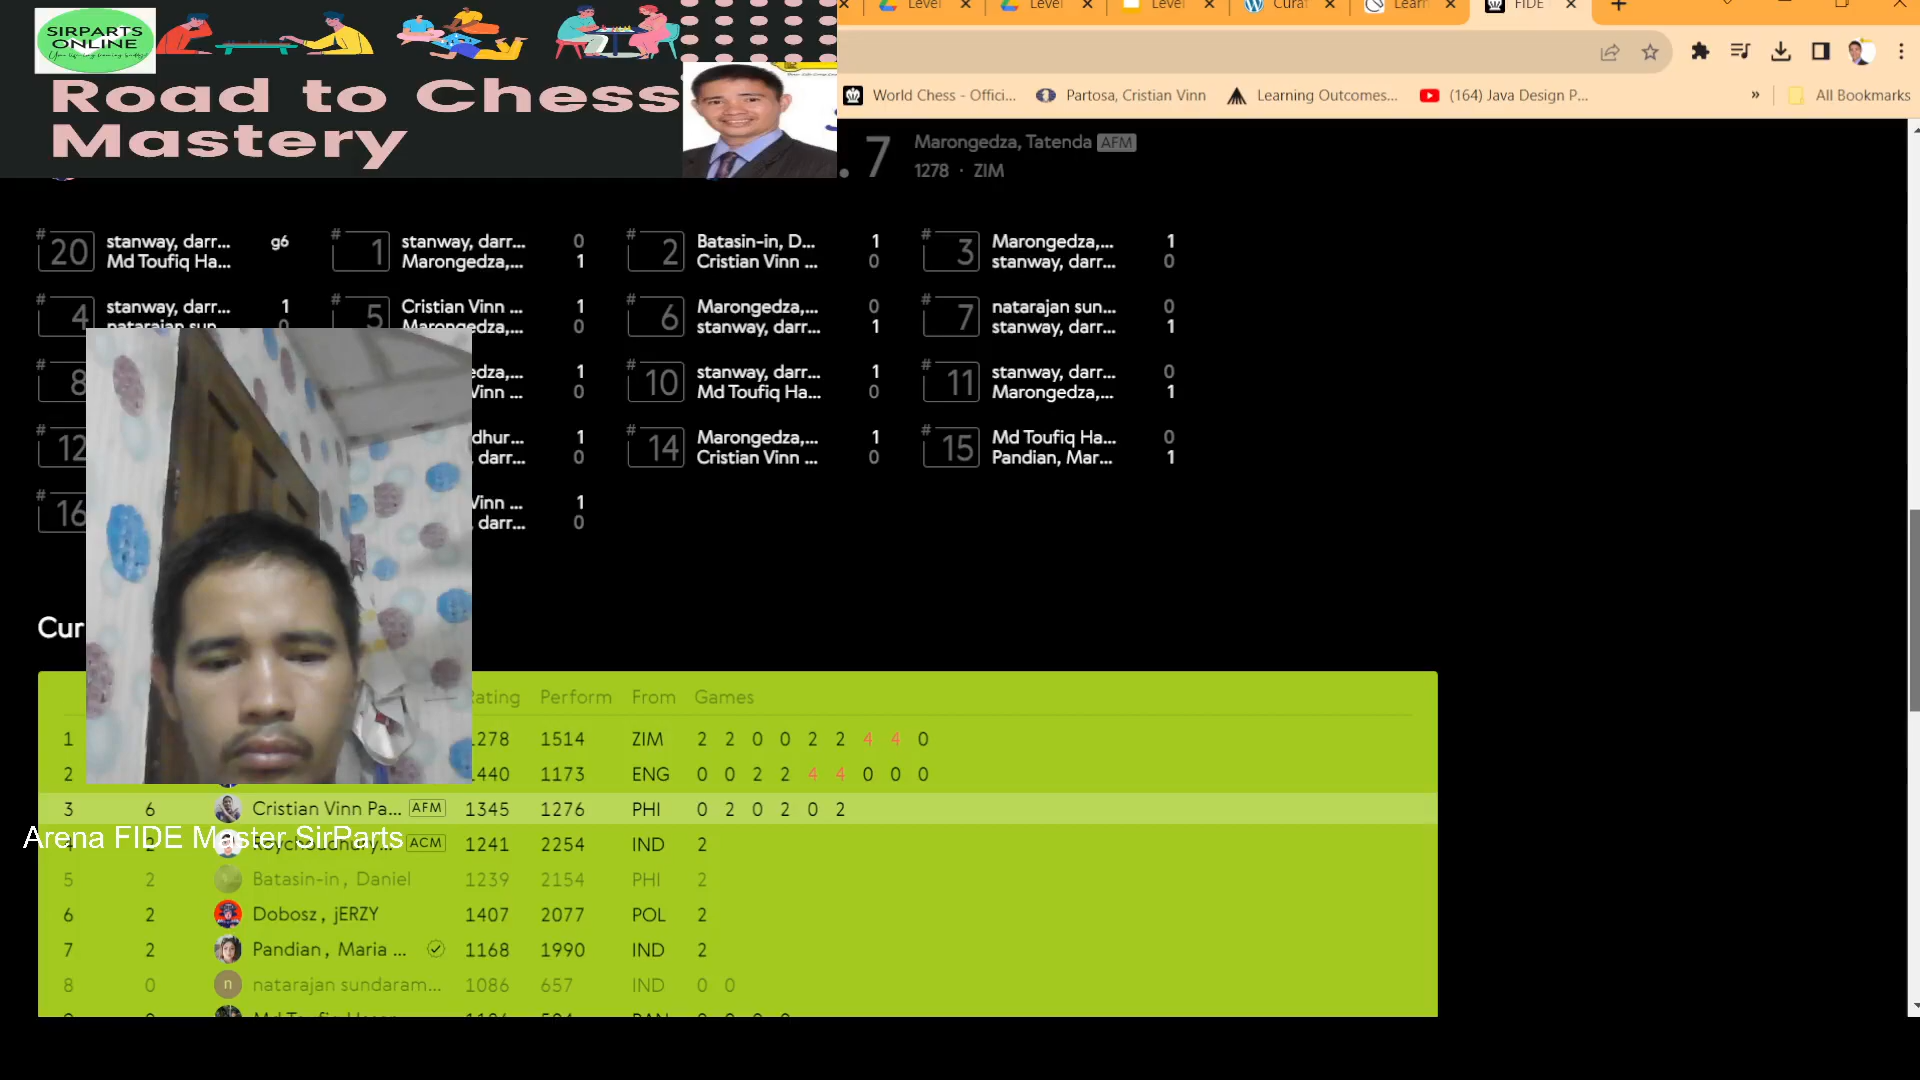 SIRPARTS
ONLINE
Road to Chess
Mastery
Level
Level
Level
Curat
Learn
FIDE
World Chess - Offici...
Partosa, Cristian Vinn
Learning Outcomes...
(164) Java Design P...
»
All Bookmarks
. 7
Marongedza, Tatenda AFM
1278 · ZIM
# 20 stanway, darr... g6
Md Toufiq Ha...
# 1 stanway, darr... 0
Marongedza,... 1
# 2 Batasin-in, D... 1
Cristian Vinn ... 0
# 3 Marongedza,... 1
stanway, darr... 0
# 4 stanway, darr... 1
natarajan sun... 0
# 5 Cristian Vinn ... 1
Marongedza,... 0
# 6 Marongedza,... 0
stanway, darr... 1
# 7 natarajan sun... 0
stanway, darr... 1
# 8
dza,... 1
Vinn ... 0
# 10 stanway, darr... 1
Md Toufiq Ha... 0
# 11 stanway, darr... 0
Marongedza,... 1
# 12
dhur... 1
darr... 0
# 14 Marongedza,... 1
Cristian Vinn ... 0
# 15 Md Toufiq Ha... 0
Pandian, Mar... 1
# 16
Vinn ... 1
darr... 0
Cur
Rating Perform From Games
1 1278 1514 ZIM 2 2 0 0 2 2 4 4 0
2 1440 1173 ENG 0 0 2 2 4 4 0 0 0
3 6 Cristian Vinn Pa... AFM 1345 1276 PHI 0 2 0 2 0 2
Arena FIDE Master SirParts
4 2 Roychoudhury... ACM 1241 2254 IND 2
5 2 Batasin-in, Daniel 1239 2154 PHI 2
6 2 Dobosz, jERZY 1407 2077 POL 2
7 2 Pandian, Maria ... 1168 1990 IND 2
8 0 n natarajan sundaram... 1086 657 IND 0 0